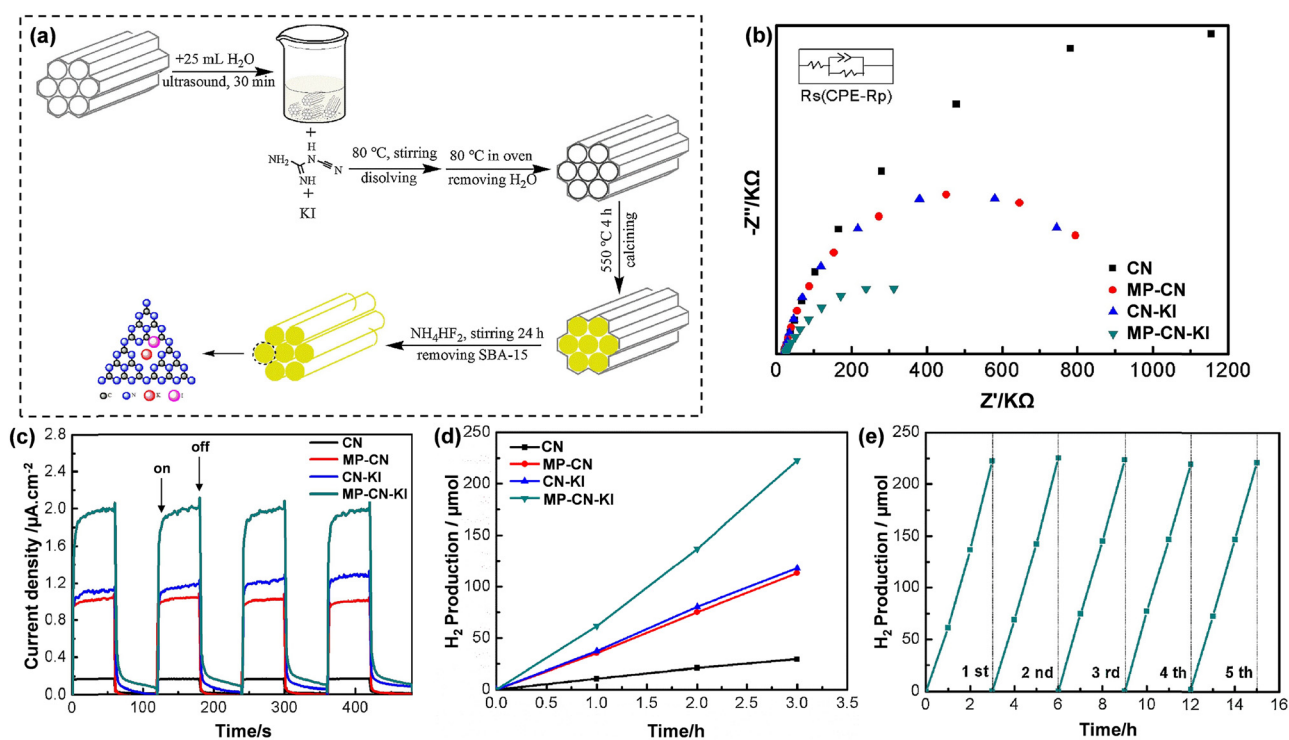 (a)
+25 mL H₂O
ultrasound, 30 min
+
H
N
NH₂
N
NH
+
KI
80 °C, stirring
disolving
80 °C in oven
removing H₂O
550 °C 4 h
calcining
NH₄HF₂, stirring 24 h
removing SBA-15
C N K I
(b)
Rs(CPE-Rp)
-Z"/KΩ
CN
MP-CN
CN-KI
MP-CN-KI
0 200 400 600 800 1000 1200
Z'/KΩ
(c)
Current density /μA.cm⁻²
2.8
2.4
2.0
1.6
1.2
0.8
0.4
0.0
on
off
CN
MP-CN
CN-KI
MP-CN-KI
0 100 200 300 400
Time/s
(d)
H₂ Production / μmol
250
225
200
175
150
125
100
75
50
25
0
CN
MP-CN
CN-KI
MP-CN-KI
0.0 0.5 1.0 1.5 2.0 2.5 3.0 3.5
Time/h
(e)
H₂ Production / μmol
250
200
150
100
50
0
1 st 2 nd 3 rd 4 th 5 th
0 2 4 6 8 10 12 14 16
Time/h